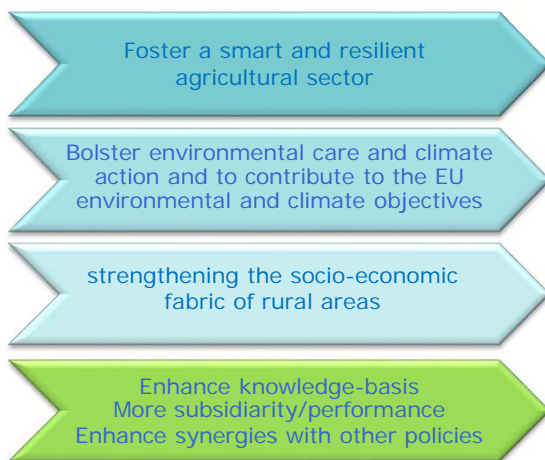 Foster a smart and resilient
agricultural sector
Bolster environmental care and climate
action and to contribute to the EU
environmental and climate objectives
strengthening the socio-economic
fabric of rural areas
Enhance knowledge-basis
More subsidiarity/performance
Enhance synergies with other policies